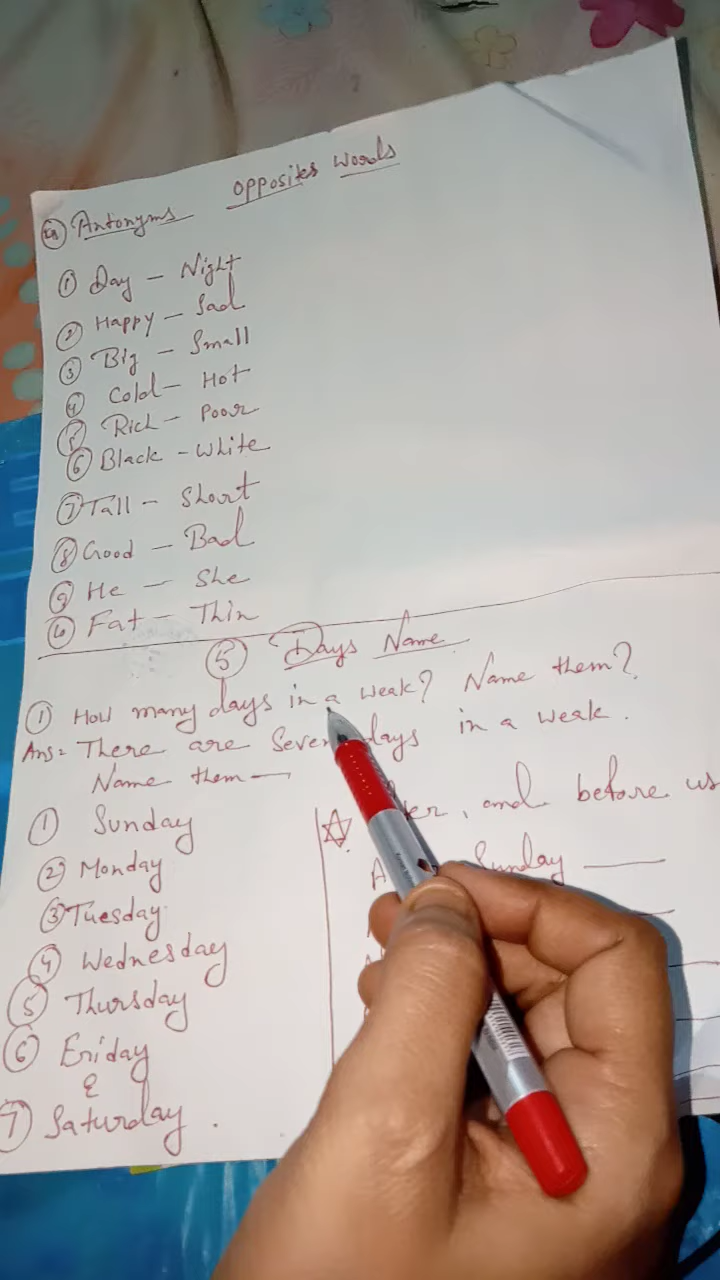 Opposites Words
4 Antonyms
1 Day – Night
2 Happy – Sad
3 Big – Small
4 Cold – Hot
5 Rich – Poor
6 Black – White
7 Tall – Short
8 Good – Bad
9 He – She
10 Fat – Thin
5 Days Name
1 How many days in a weak? Name them?
Ans = There are Seven days in a weak.
Name them –
1 Sunday
2 Monday
3 Tuesday
4 Wednesday
5 Thursday
6 Friday
&
7 Saturday.
and before
Sunday